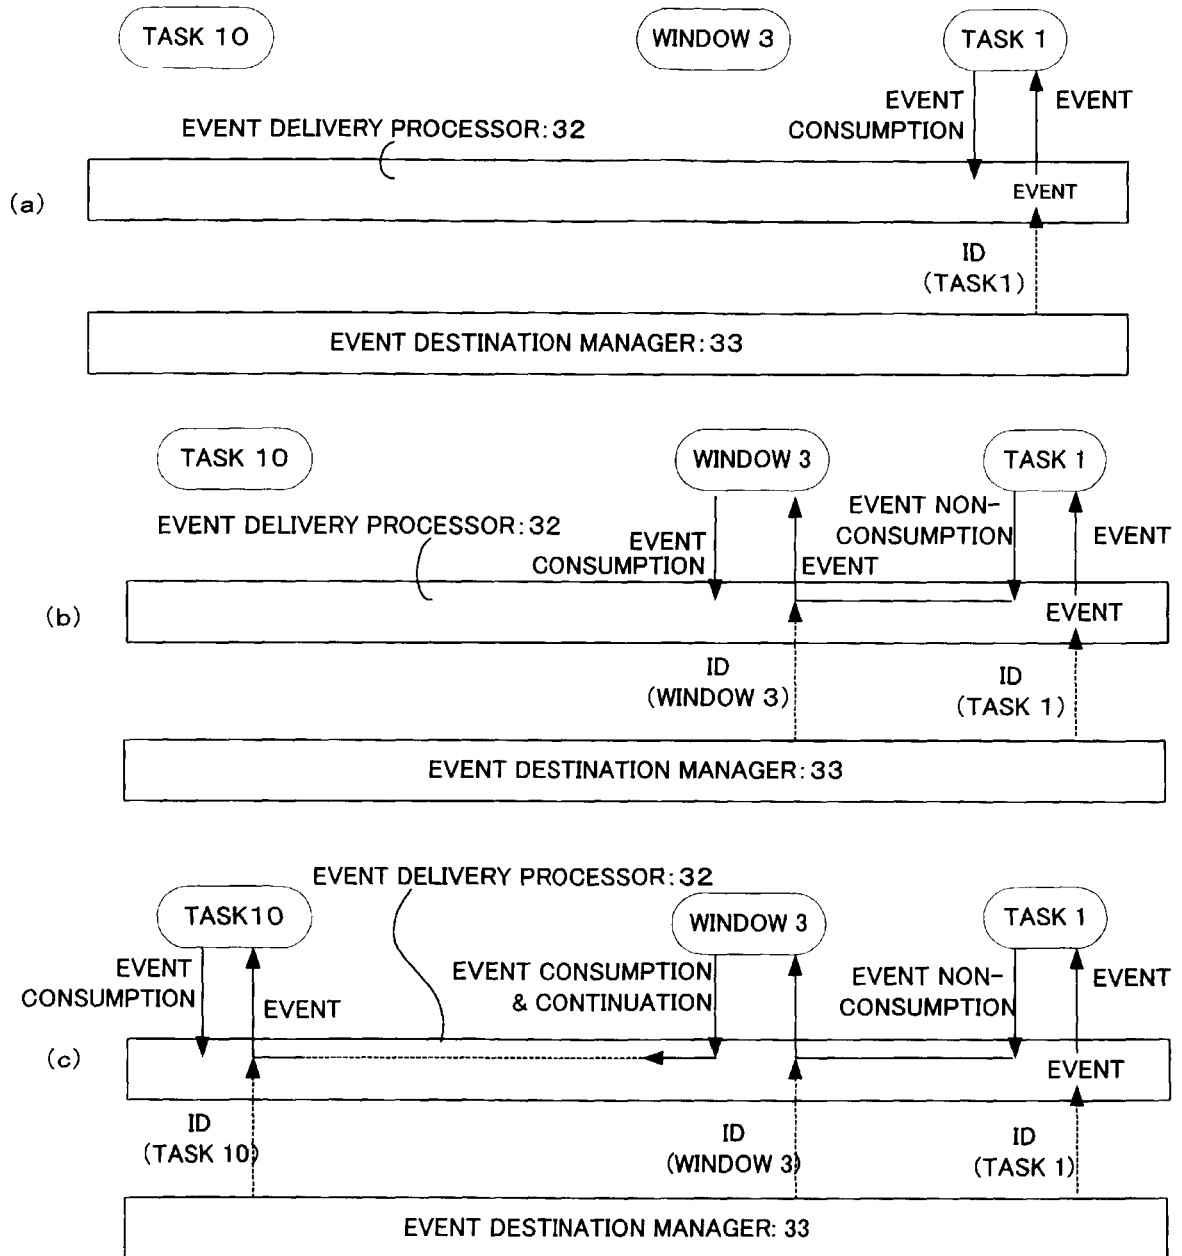 TASK 10
WINDOW 3
TASK 1
EVENT
CONSUMPTION
EVENT
EVENT DELIVERY PROCESSOR:32
(a)
EVENT
ID
(TASK1)
EVENT DESTINATION MANAGER:33
TASK 10
WINDOW 3
TASK 1
EVENT DELIVERY PROCESSOR:32
EVENT
CONSUMPTION
EVENT
EVENT NON-
CONSUMPTION
EVENT
(b)
EVENT
ID
(WINDOW 3)
ID
(TASK 1)
EVENT DESTINATION MANAGER:33
EVENT DELIVERY PROCESSOR:32
TASK10
WINDOW 3
TASK 1
EVENT
CONSUMPTION
EVENT
EVENT CONSUMPTION
& CONTINUATION
EVENT NON-
CONSUMPTION
EVENT
(c)
EVENT
ID
(TASK 10)
ID
(WINDOW 3)
ID
(TASK 1)
EVENT DESTINATION MANAGER: 33